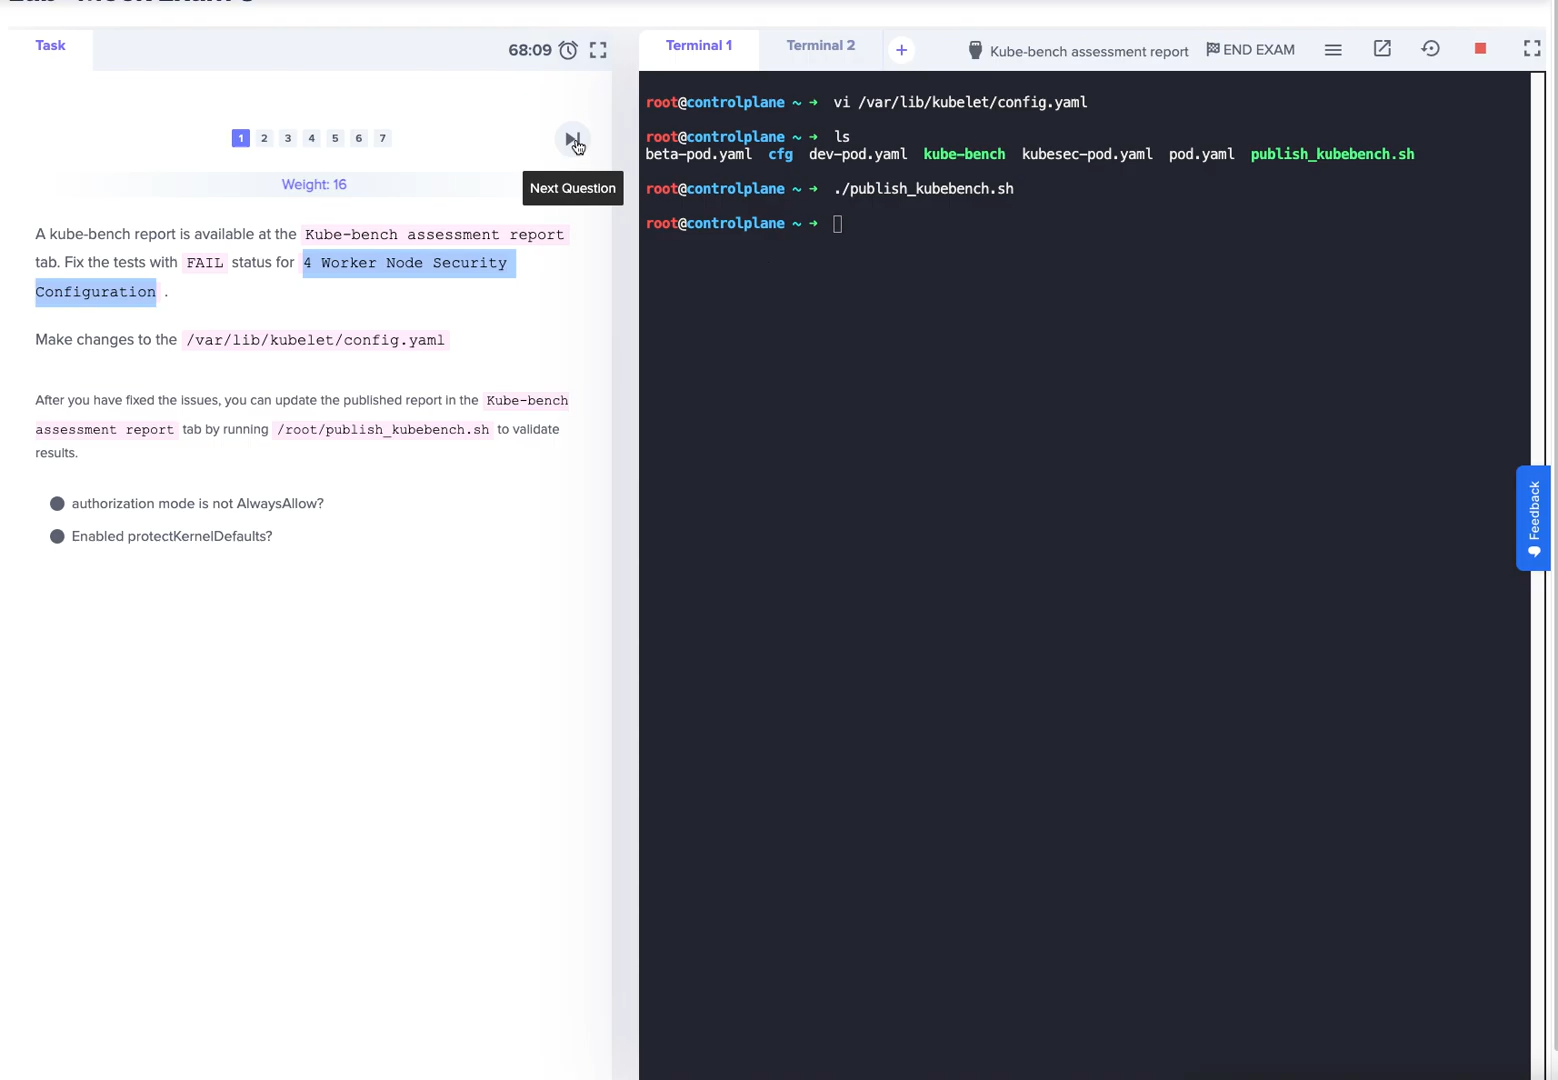 Task
68:09
Terminal 1
Terminal 2
+
Kube-bench assessment report
END EXAM
1 2 3 4 5 6 7
Next Question
Weight: 16
A kube-bench report is available at the Kube-bench assessment report
tab. Fix the tests with FAIL status for 4 Worker Node Security
Configuration .
Make changes to the /var/lib/kubelet/config.yaml
After you have fixed the issues, you can update the published report in the Kube-bench
assessment report tab by running /root/publish_kubebench.sh to validate
results.
authorization mode is not AlwaysAllow?
Enabled protectKernelDefaults?
root@controlplane ~ ➜ vi /var/lib/kubelet/config.yaml
root@controlplane ~ ➜ ls
beta-pod.yaml cfg dev-pod.yaml kube-bench kubesec-pod.yaml pod.yaml publish_kubebench.sh
root@controlplane ~ ➜ ./publish_kubebench.sh
root@controlplane ~ ➜
Feedback